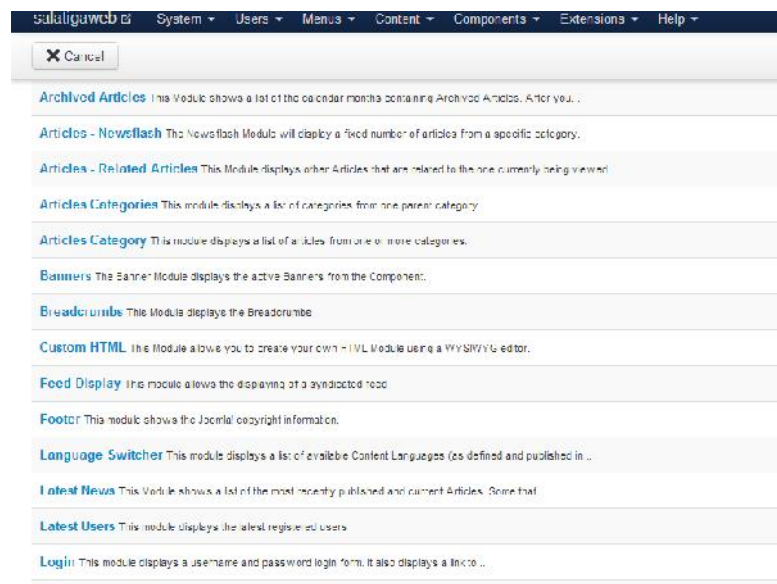 salatigaweb System Users Menus Content Components Extensions Help
Cancel
Archived Articles This Module shows a list of the calendar months containing Archived Articles. After you...
Articles - Newsflash The Newsflash Module will display a fixed number of articles from a specific category.
Articles - Related Articles This Module displays other Articles that are related to the one currently being viewed
Articles Categories This module displays a list of categories from one parent category
Articles Category This module displays a list of articles from one or more categories.
Banners The Banner Module displays the active Banners from the Component.
Breadcrumbs This Module displays the Breadcrumbs
Custom HTML This Module allows you to create your own HTML Module using a WYSIWYG editor.
Feed Display This module allows the displaying of a syndicated feed
Footer This module shows the Joomla! copyright information.
Language Switcher This module displays a list of available Content Languages (as defined and published in ...
Latest News This Module shows a list of the most recently published and current Articles. Some that
Latest Users This module displays the latest registered users
Login This module displays a username and password login form. It also displays a link to ...